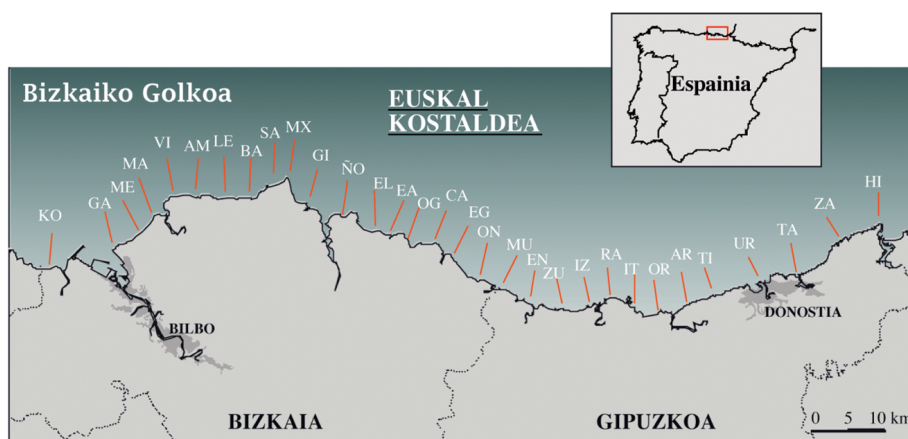 Espainia
Bizkaiko Golkoa
EUSKAL
KOSTALDEA
KO
GA
ME
MA
VI
AM
LE
BA
SA
MX
GI
ÑO
EL
EA
OG
CA
EG
ON
MU
EN
ZU
IZ
RA
IT
OR
AR
TI
UR
TA
ZA
HI
BILBO
DONOSTIA
BIZKAIA
GIPUZKOA
0 5 10 km